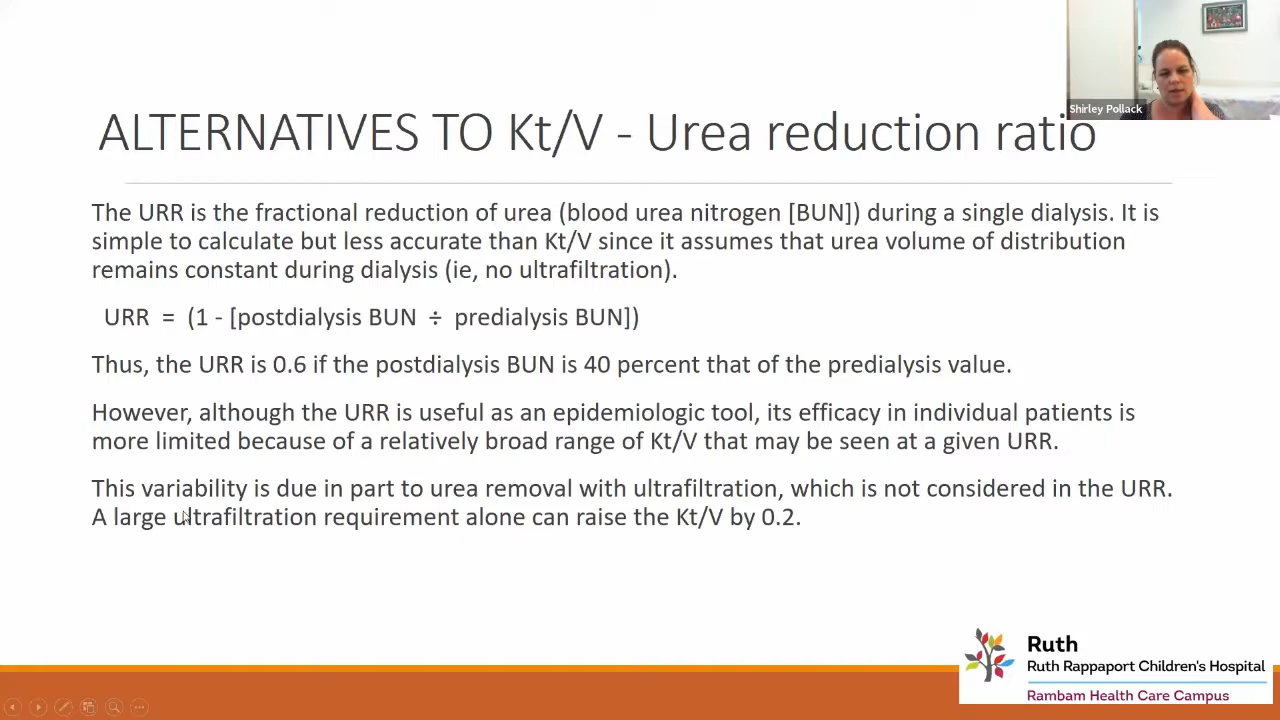 Shirley Pollack
ALTERNATIVES TO Kt/V - Urea reduction ratio
The URR is the fractional reduction of urea (blood urea nitrogen [BUN]) during a single dialysis. It is
simple to calculate but less accurate than Kt/V since it assumes that urea volume of distribution
remains constant during dialysis (ie, no ultrafiltration).
URR = (1 - [postdialysis BUN ÷ predialysis BUN])
Thus, the URR is 0.6 if the postdialysis BUN is 40 percent that of the predialysis value.
However, although the URR is useful as an epidemiologic tool, its efficacy in individual patients is
more limited because of a relatively broad range of Kt/V that may be seen at a given URR.
This variability is due in part to urea removal with ultrafiltration, which is not considered in the URR.
A large ultrafiltration requirement alone can raise the Kt/V by 0.2.
Ruth
Ruth Rappaport Children's Hospital
Rambam Health Care Campus